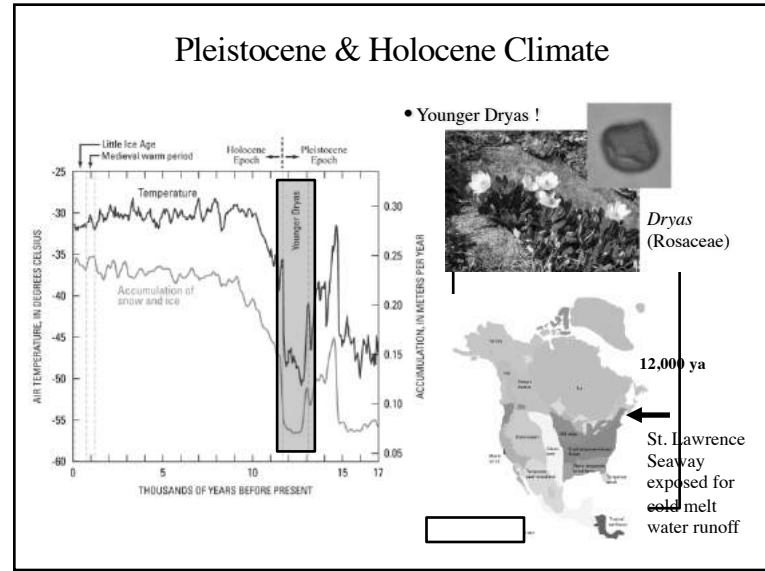 Pleistocene & Holocene Climate
Little Ice Age
Medieval warm period
Holocene
Epoch
Pleistocene
Epoch
-25
-30
-35
-40
-45
-50
-55
-60
AIR TEMPERATURE, IN DEGREES CELSIUS
Temperature
Accumulation of
snow and ice
Younger Dryas
0.30
0.25
0.20
0.15
0.10
0.05
ACCUMULATION, IN METERS PER YEAR
0
5
10
15
17
THOUSANDS OF YEARS BEFORE PRESENT
• Younger Dryas !
Dryas
(Rosaceae)
12,000 ya
St. Lawrence
Seaway
exposed for
cold melt
water runoff